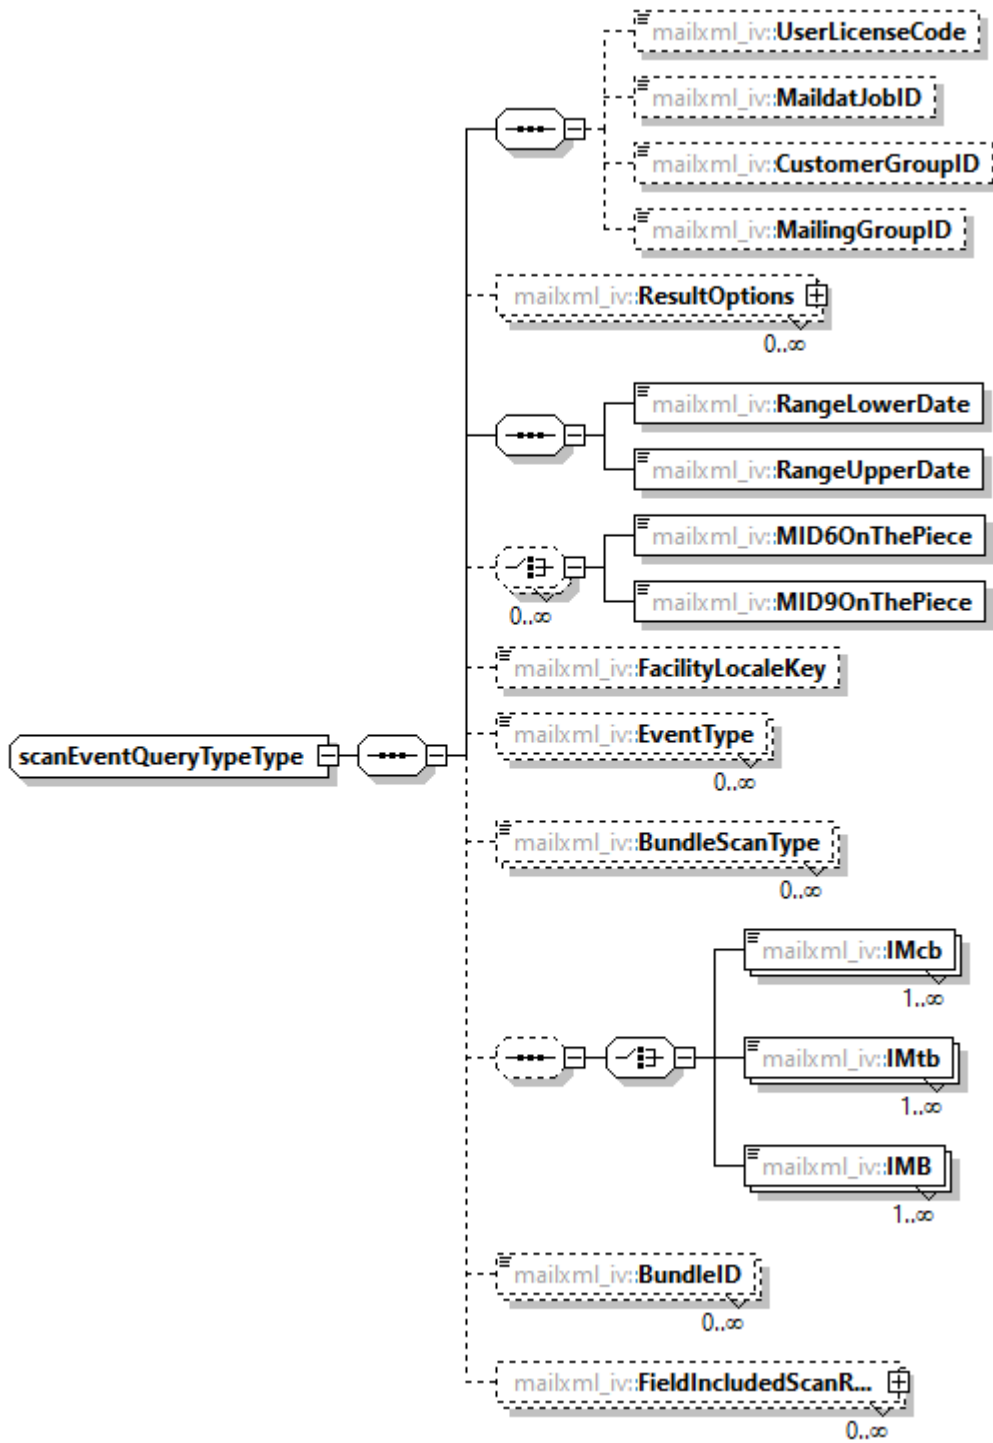 mailxml_iv::UserLicenseCode
mailxml_iv::MaildatJobID
mailxml_iv::CustomerGroupID
mailxml_iv::MailingGroupID
mailxml_iv::ResultOptions
0..∞
mailxml_iv::RangeLowerDate
mailxml_iv::RangeUpperDate
mailxml_iv::MID6OnThePiece
0..∞
mailxml_iv::MID9OnThePiece
mailxml_iv::FacilityLocaleKey
scanEventQueryTypeType
mailxml_iv::EventType
0..∞
mailxml_iv::BundleScanType
0..∞
mailxml_iv::IMcb
1..∞
mailxml_iv::IMtb
1..∞
mailxml_iv::IMB
1..∞
mailxml_iv::BundleID
0..∞
mailxml_iv::FieldIncludedScanR...
0..∞